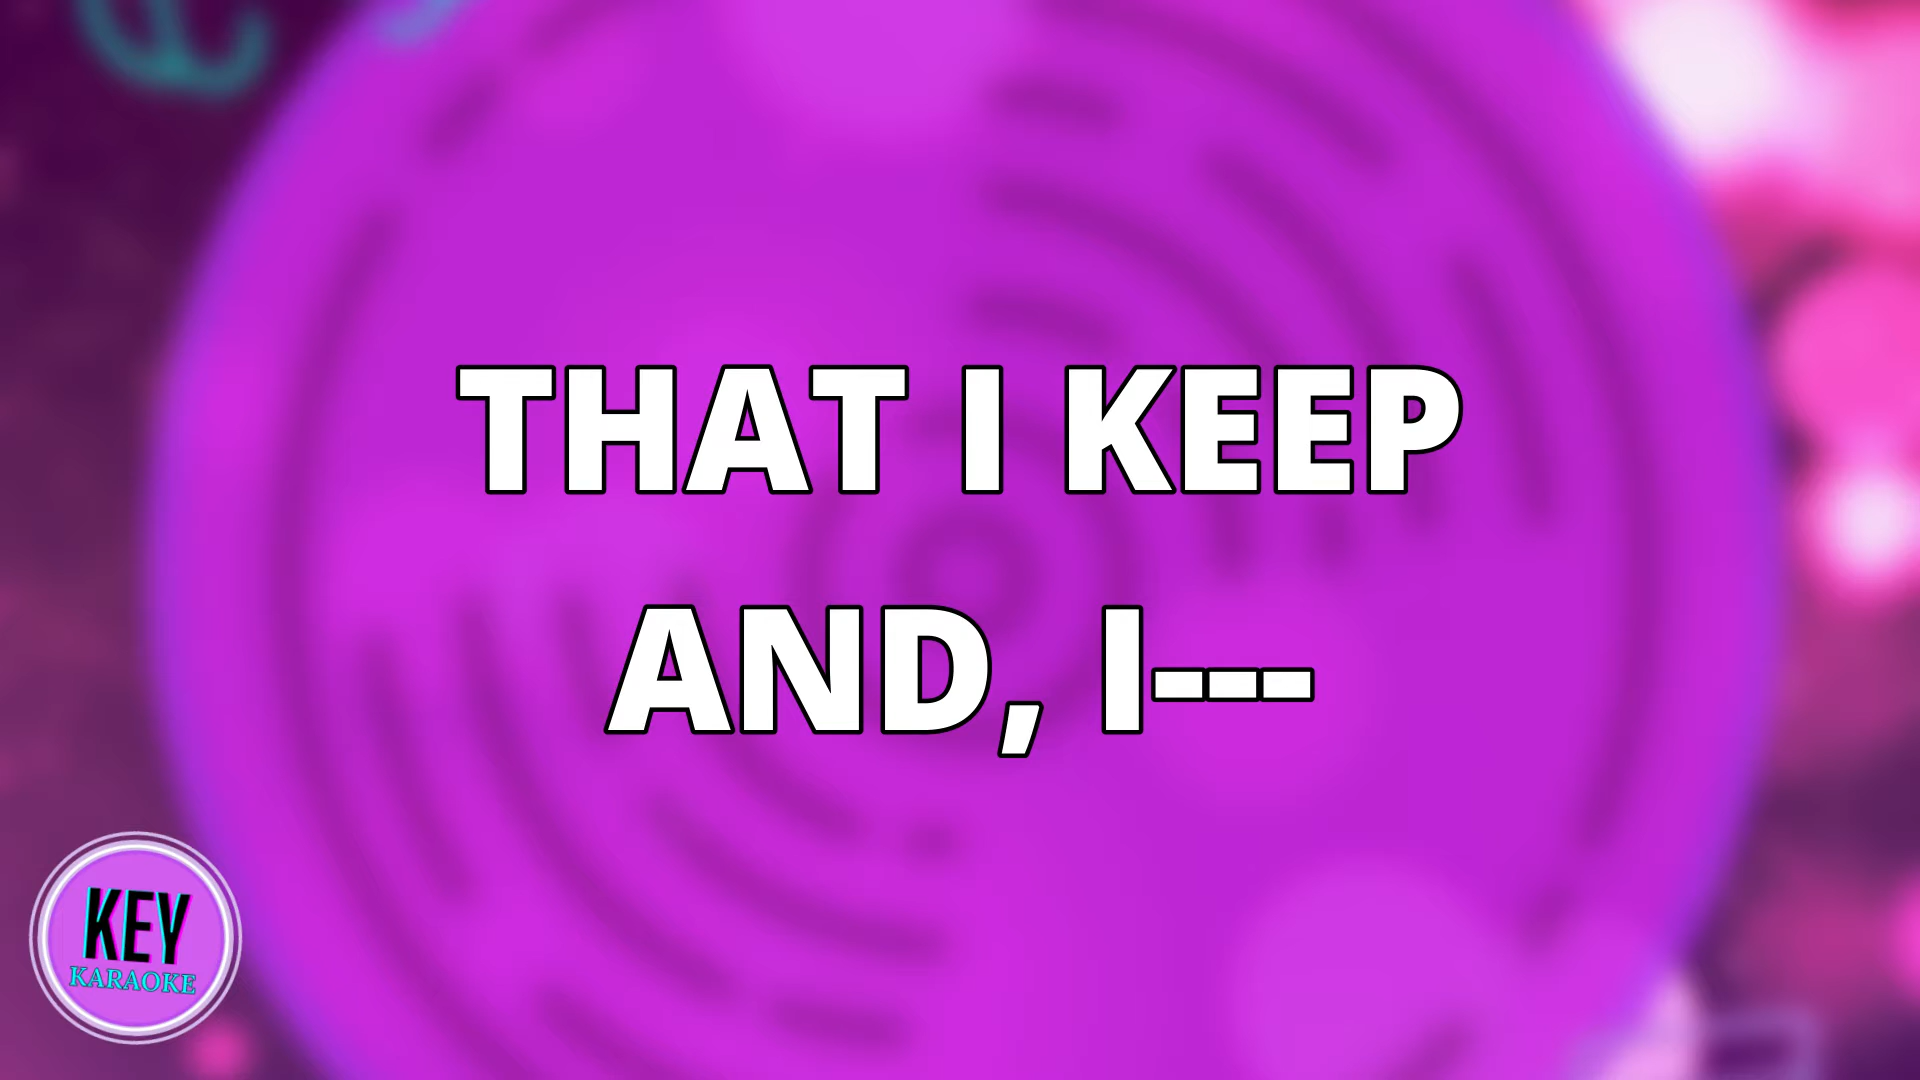 THAT I KEEP
AND, I---
KEY
KARAOKE